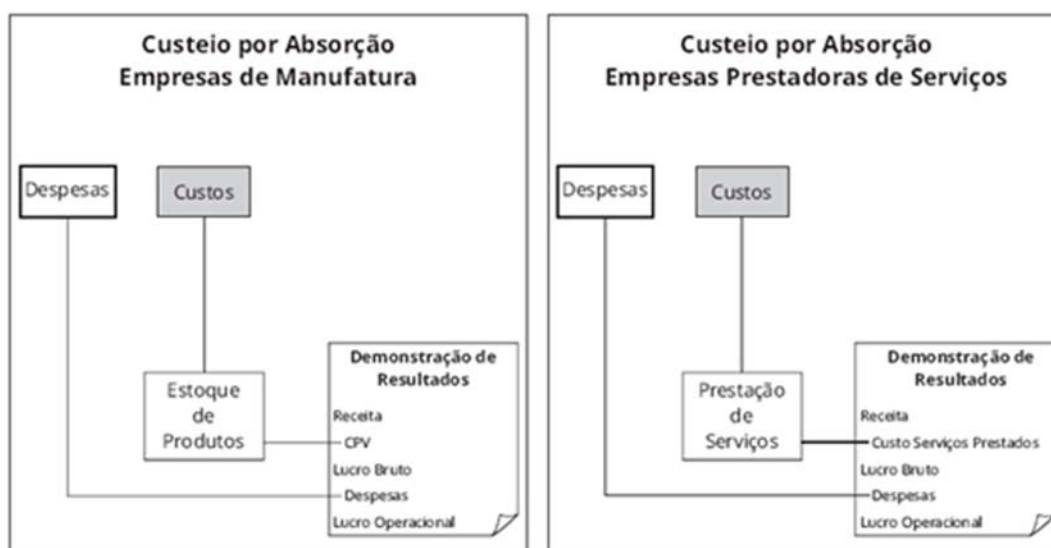 Custeio por Absorção
Empresas de Manufatura
Despesas
Custos
Estoque
de
Produtos
Demonstração de
Resultados
Receita
CPV
Lucro Bruto
Despesas
Lucro Operacional
Custeio por Absorção
Empresas Prestadoras de Serviços
Despesas
Custos
Prestação
de
Serviços
Demonstração de
Resultados
Receita
Custo Serviços Prestados
Lucro Bruto
Despesas
Lucro Operacional